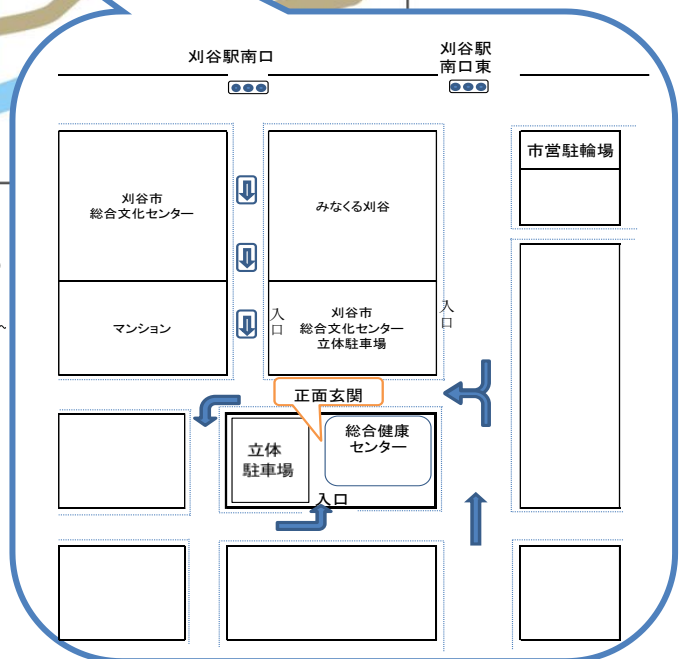 刈谷駅南口
刈谷駅
南口東
市営駐輪場
刈谷市
総合文化センター
みなくる刈谷
マンション
入
口
刈谷市
総合文化センター
立体駐車場
入
口
正面玄関
立体
駐車場
総合健康
センター
入口